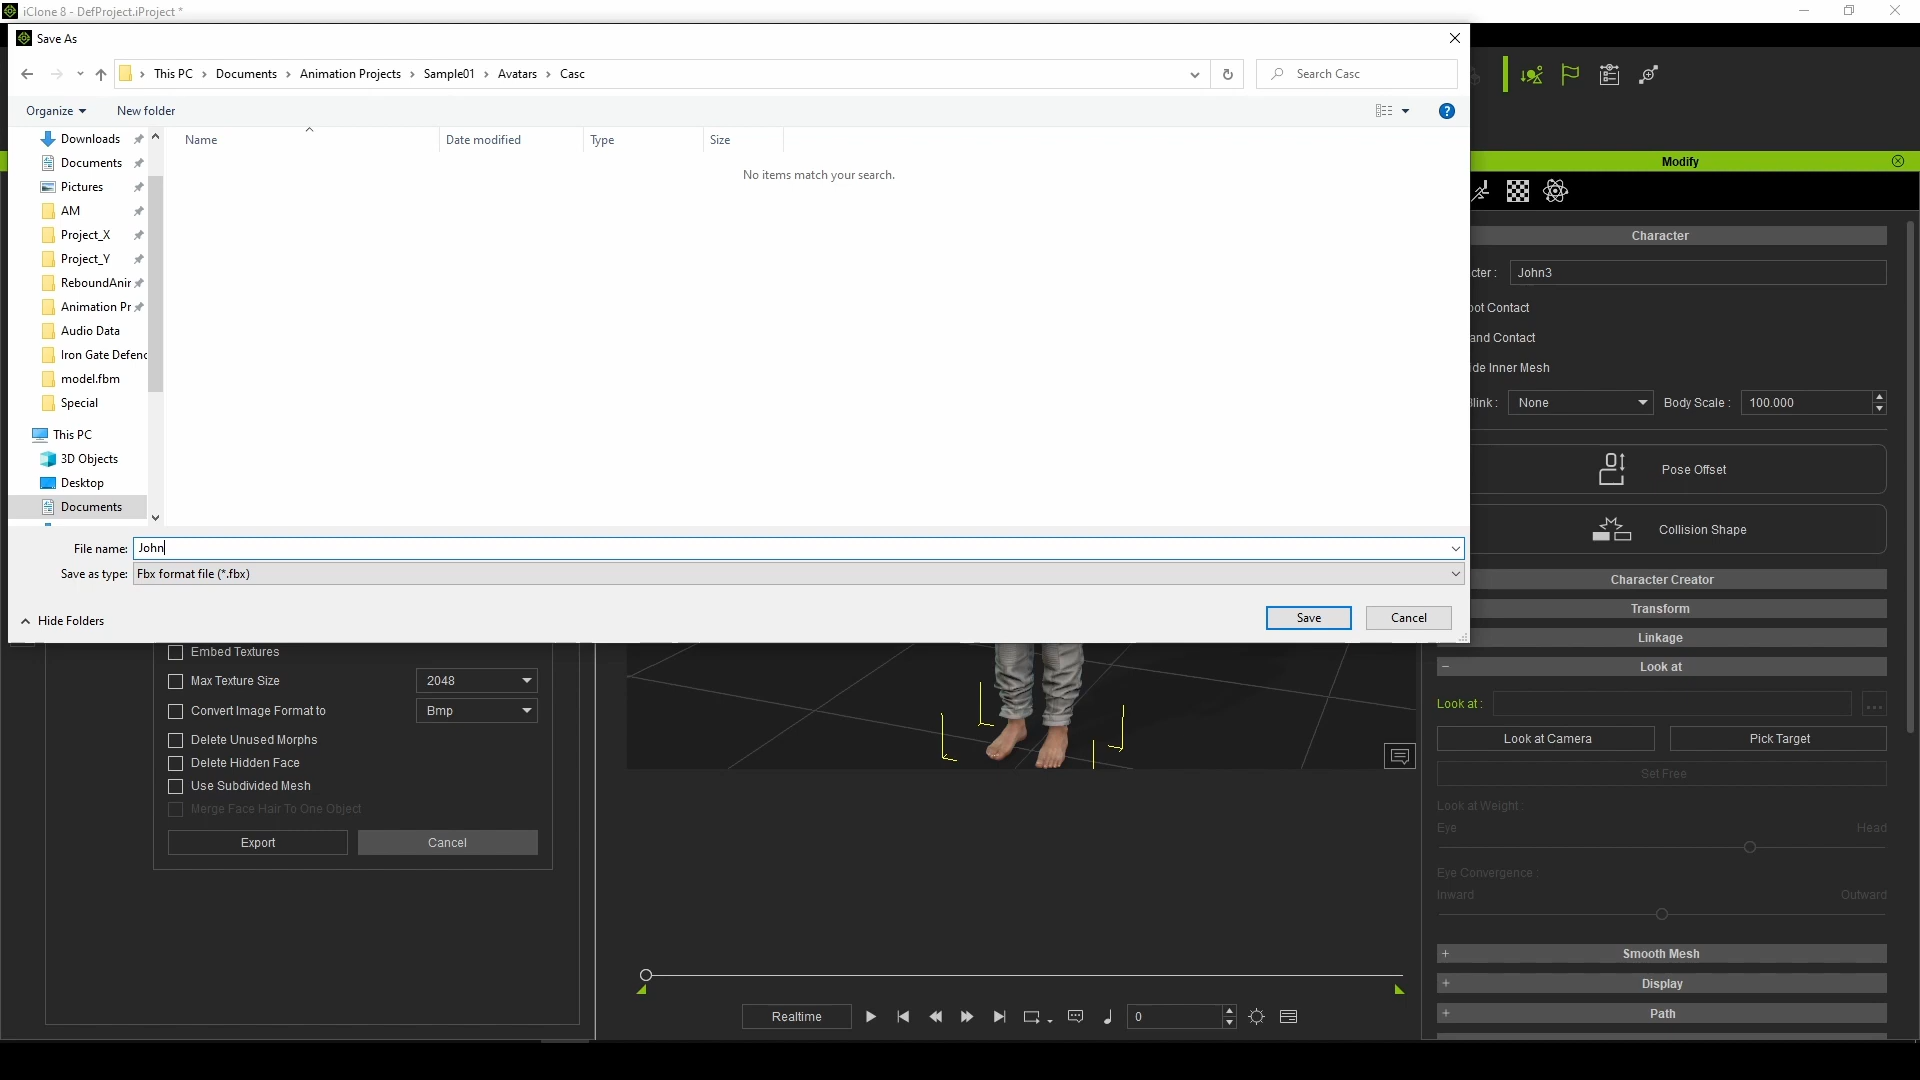 iClone 8 - DefProject.iProject *
Save As
This PC > Documents > Animation Projects > Sample01 > Avatars > Casc
Search Casc
Organize
New folder
Name
Date modified
Type
Size
No items match your search.
Downloads
Documents
Pictures
AM
Project_X
Project_Y
ReboundAnir
Animation Pr
Audio Data
Iron Gate Defenc
model.fbm
Special
This PC
3D Objects
Desktop
Documents
File name: John
Save as type: Fbx format file (*.fbx)
Hide Folders
Save
Cancel
Embed Textures
Max Texture Size
2048
Convert Image Format to
Bmp
Delete Unused Morphs
Delete Hidden Face
Use Subdivided Mesh
Merge Face Hair To One Object
Export
Cancel
Realtime
0
Modify
Character
cter : John3
oot Contact
and Contact
ide Inner Mesh
link : None
Body Scale : 100.000
Pose Offset
Collision Shape
Character Creator
Transform
Linkage
− Look at
Look at :
...
Look at Camera
Pick Target
Set Free
Look at Weight :
Eye
Head
Eye Convergence :
Inward
Outward
+ Smooth Mesh
+ Display
+ Path